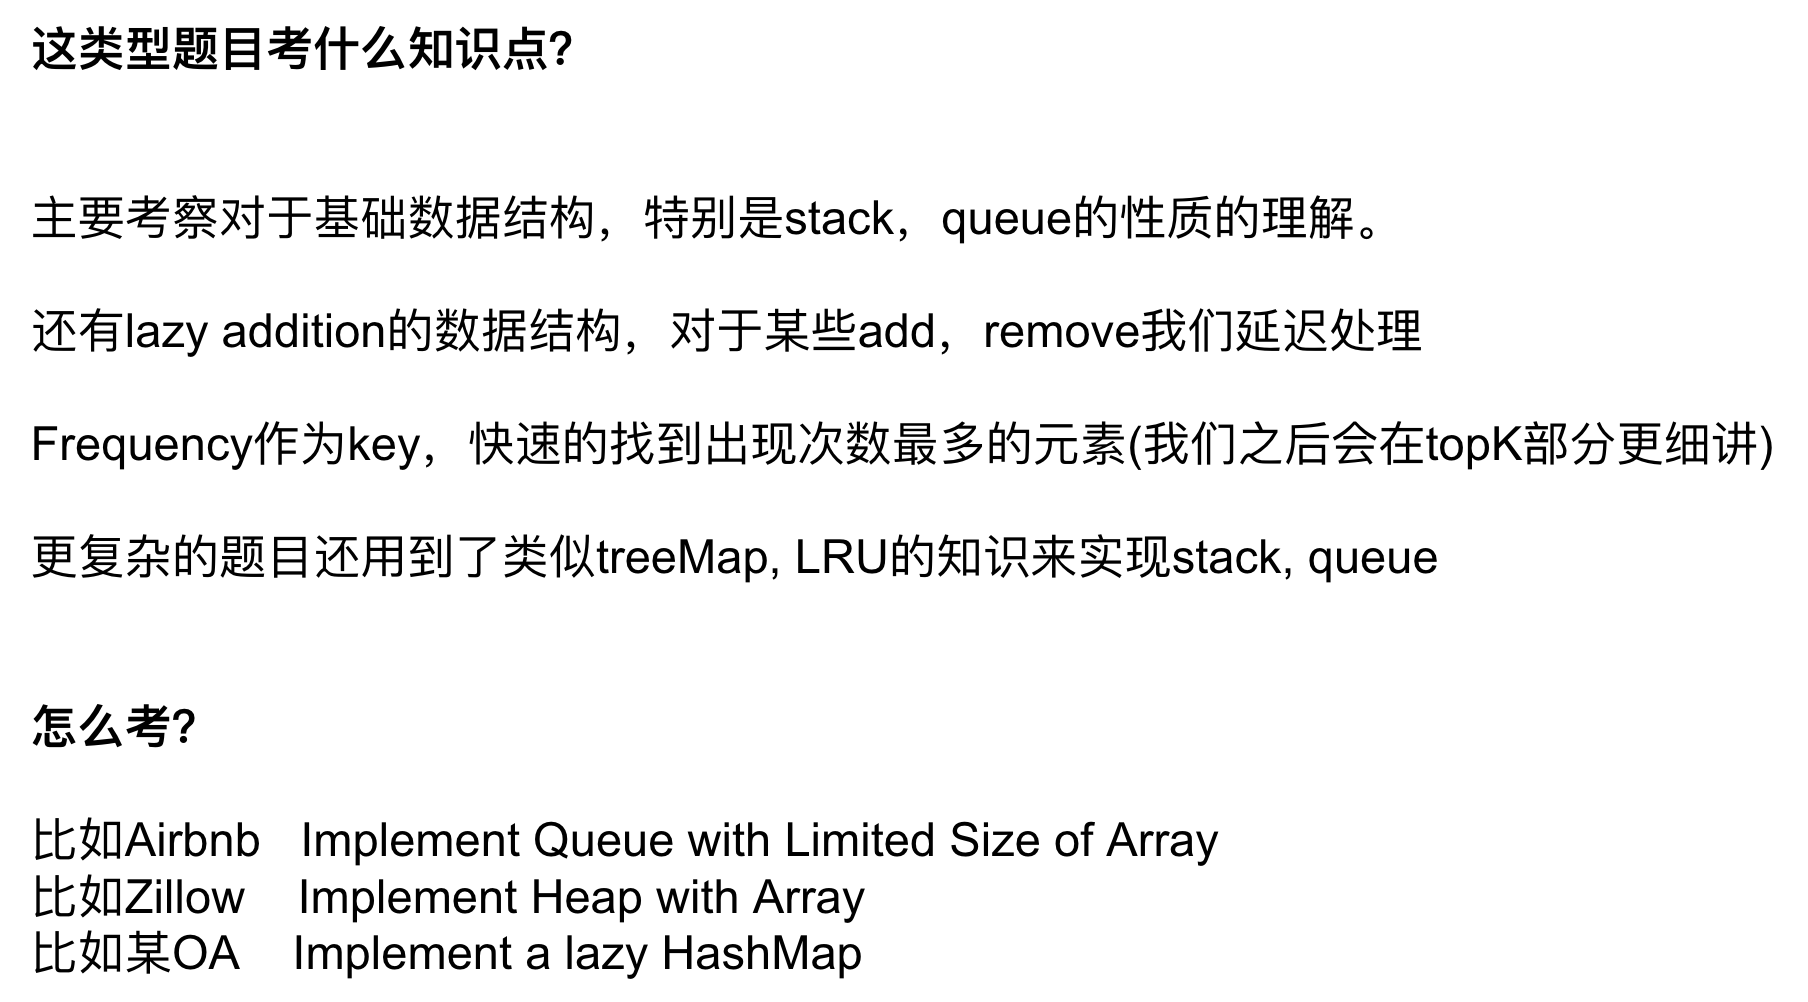 这类型题目考什么知识点?
主要考察对于基础数据结构，特别是stack，queue的性质的理解。
还有lazy addition的数据结构，对于某些add，remove我们延迟处理
Frequency作为key，快速的找到出现次数最多的元素(我们之后会在topK部分更细讲)
更复杂的题目还用到了类似treeMap, LRU的知识来实现stack, queue
怎么考?
比如Airbnb   Implement Queue with Limited Size of Array
比如Zillow    Implement Heap with Array
比如某OA    Implement a lazy HashMap